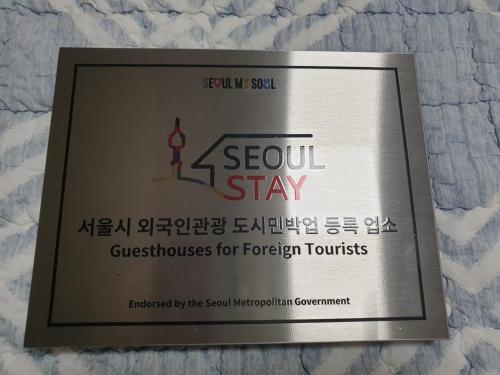 SEOUL MY SOUL
SEOUL
STAY
서울시 외국인관광 도시민박업 등록 업소
Guesthouses for Foreign Tourists
Endorsed by the Seoul Metropolitan Government